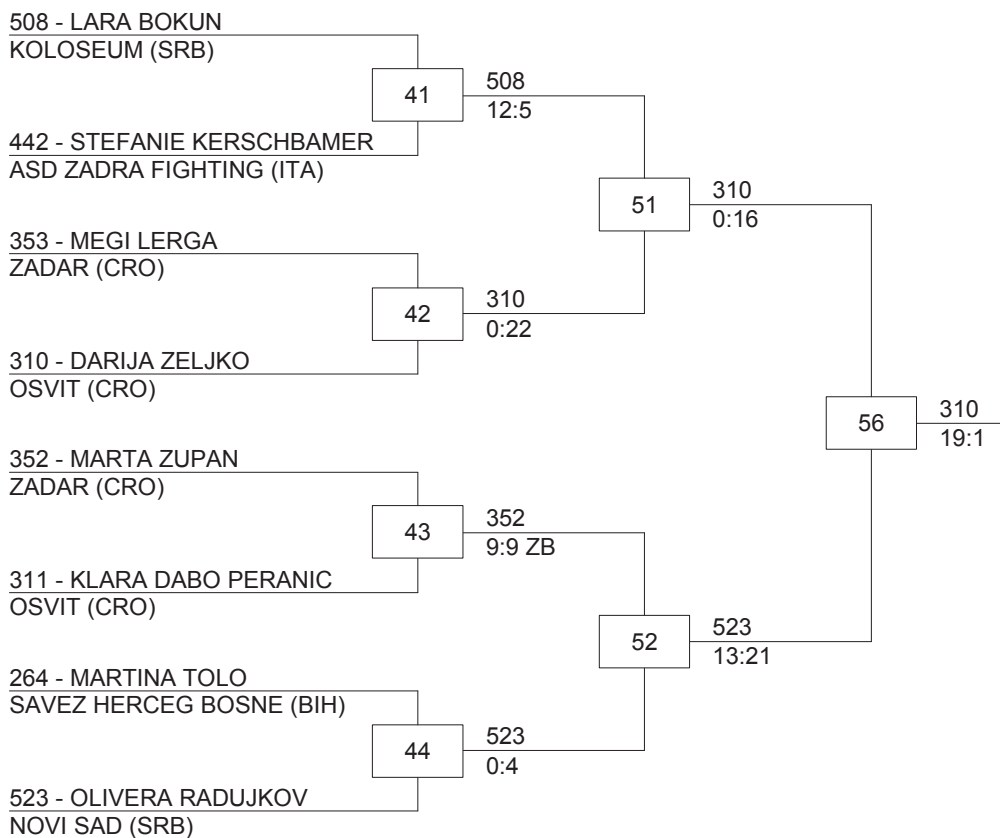 508 - LARA BOKUN
KOLOSEUM (SRB)
41
508
12:5
442 - STEFANIE KERSCHBAMER
ASD ZADRA FIGHTING (ITA)
51
310
0:16
353 - MEGI LERGA
ZADAR (CRO)
42
310
0:22
310 - DARIJA ZELJKO
OSVIT (CRO)
56
310
19:1
352 - MARTA ZUPAN
ZADAR (CRO)
43
352
9:9 ZB
311 - KLARA DABO PERANIC
OSVIT (CRO)
52
523
13:21
264 - MARTINA TOLO
SAVEZ HERCEG BOSNE (BIH)
44
523
0:4
523 - OLIVERA RADUJKOV
NOVI SAD (SRB)